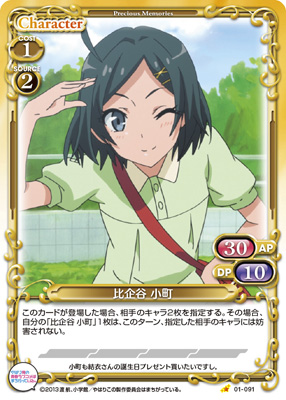 Precious Memories
Character
COST
1
SOURCE
2
30 AP
DP 10
比企谷 小町
このカードが登場した場合、相手のキャラ2枚を指定する。その場合、
自分の「比企谷 小町」1枚は、このターン、指定した相手のキャラには妨
害されない。
小町も結衣さんの誕生日プレゼント買いたいですし。
©2013 渡 航、小学館/やはりこの製作委員会はまちがっている。
01-091